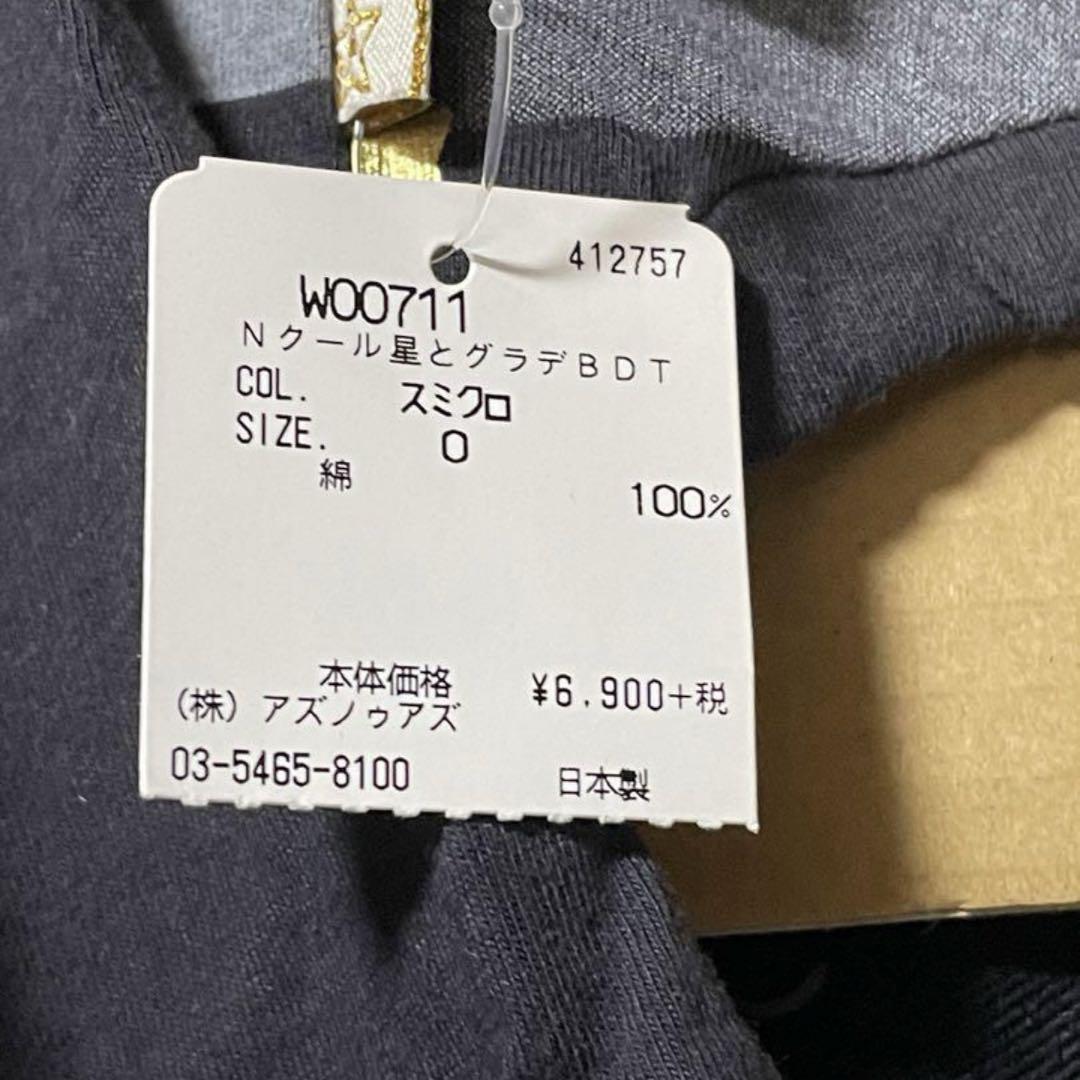 412757
W00711
Nクール星とグラデBDT
COL. スミクロ
SIZE. 0
綿 100%
本体価格 ¥6,900+税
(株)アズノゥアズ
03-5465-8100 日本製